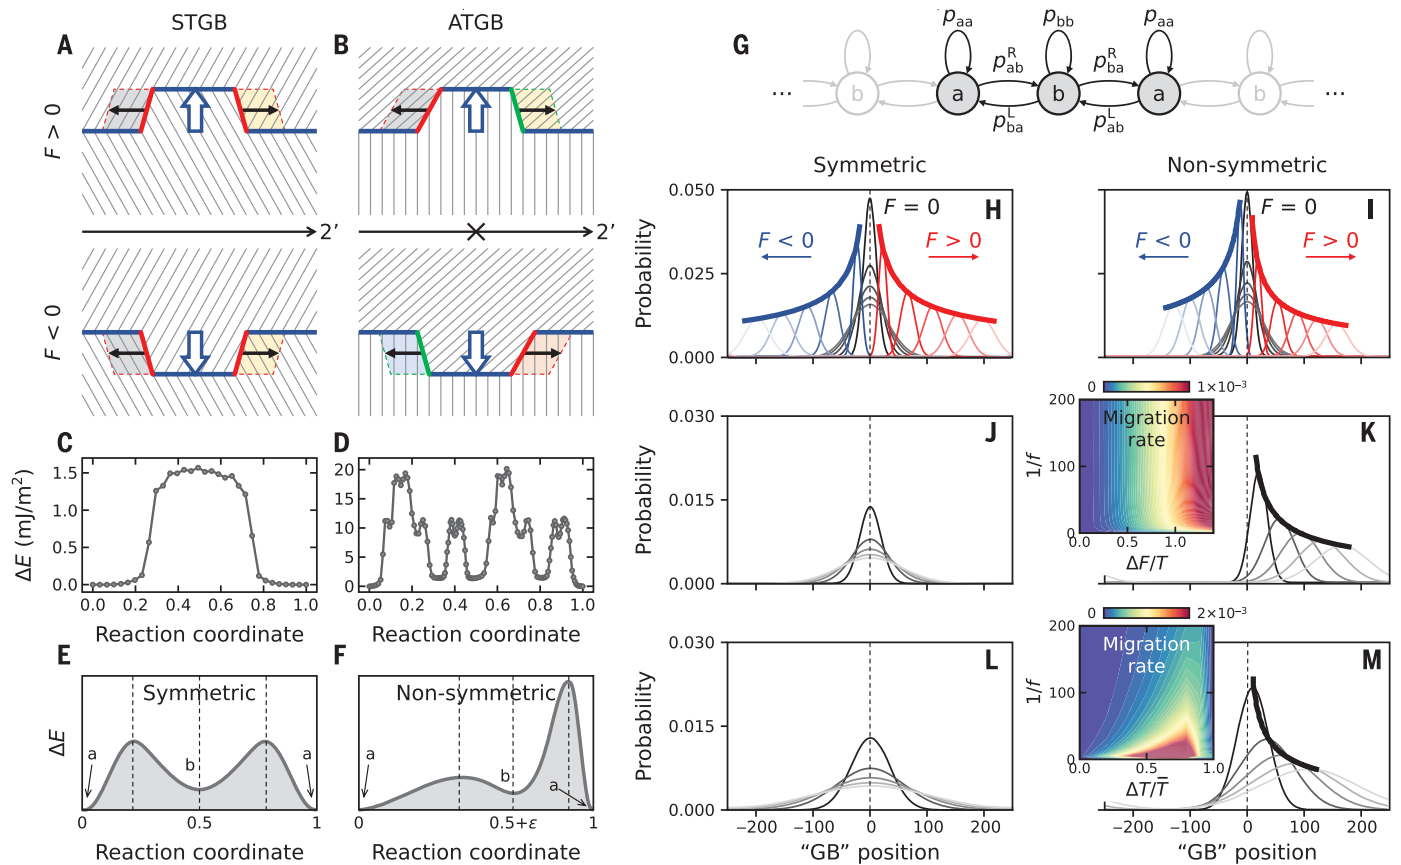 STGB
ATGB
A
B
F > 0
2′
2′
F < 0
C
D
ΔE (mJ/m²)
1.5
1.0
0.5
0.0
20
15
10
5
0
0.0 0.2 0.4 0.6 0.8 1.0
0.0 0.2 0.4 0.6 0.8 1.0
Reaction coordinate
Reaction coordinate
E
F
Symmetric
Non-symmetric
ΔE
a
b
a
a
b
a
0 0.5 1
0 0.5+ε 1
Reaction coordinate
Reaction coordinate
G
p_aa p_bb p_aa
p^R_ab p^R_ba
... b a b a b ...
p^L_ba p^L_ab
Symmetric
Non-symmetric
Probability
0.050
0.025
0.000
F = 0
H
F < 0
F > 0
F = 0
I
F < 0
F > 0
Probability
0.030
0.015
0.000
J
0 1×10⁻³
Migration
rate
1/f
200
100
0
0.0 0.5 1.0
ΔF/T
K
−200 −100 0 100 200
Probability
0.030
0.015
0.000
L
−200 −100 0 100 200
“GB” position
0 2×10⁻³
Migration
rate
1/f
200
100
0
0.0 0.5 1.0
ΔT/T̅
M
−200 −100 0 100 200
“GB” position